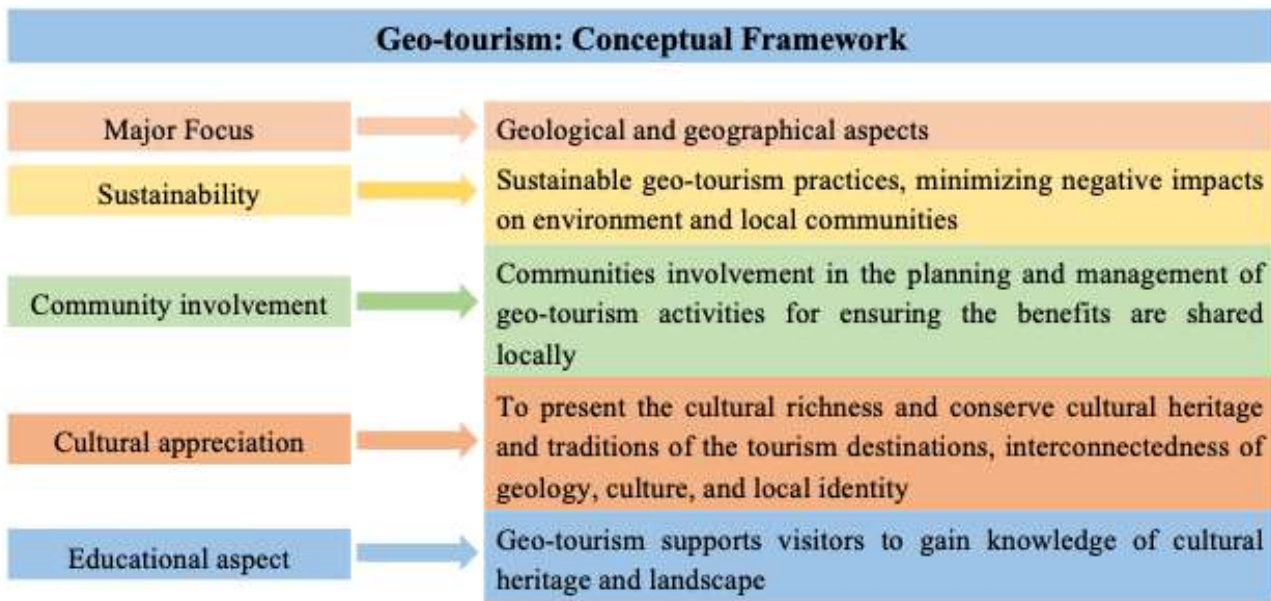 Geo-tourism: Conceptual Framework
Major Focus
Geological and geographical aspects
Sustainability
Sustainable geo-tourism practices, minimizing negative impacts
on environment and local communities
Community involvement
Communities involvement in the planning and management of
geo-tourism activities for ensuring the benefits are shared
locally
Cultural appreciation
To present the cultural richness and conserve cultural heritage
and traditions of the tourism destinations, interconnectedness of
geology, culture, and local identity
Educational aspect
Geo-tourism supports visitors to gain knowledge of cultural
heritage and landscape